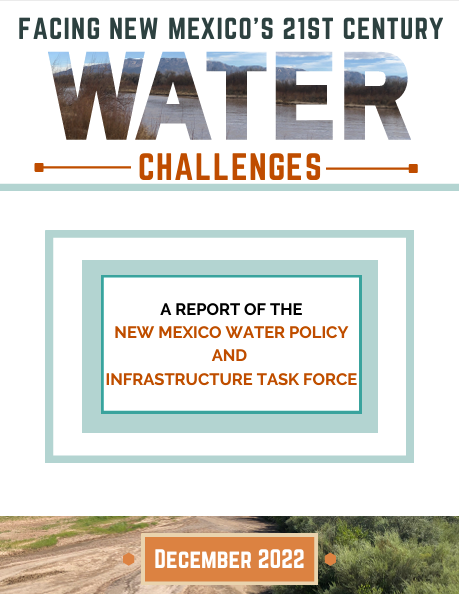 FACING NEW MEXICO'S 21ST CENTURY
WATER
CHALLENGES
A REPORT OF THE
NEW MEXICO WATER POLICY
AND
INFRASTRUCTURE TASK FORCE
DECEMBER 2022